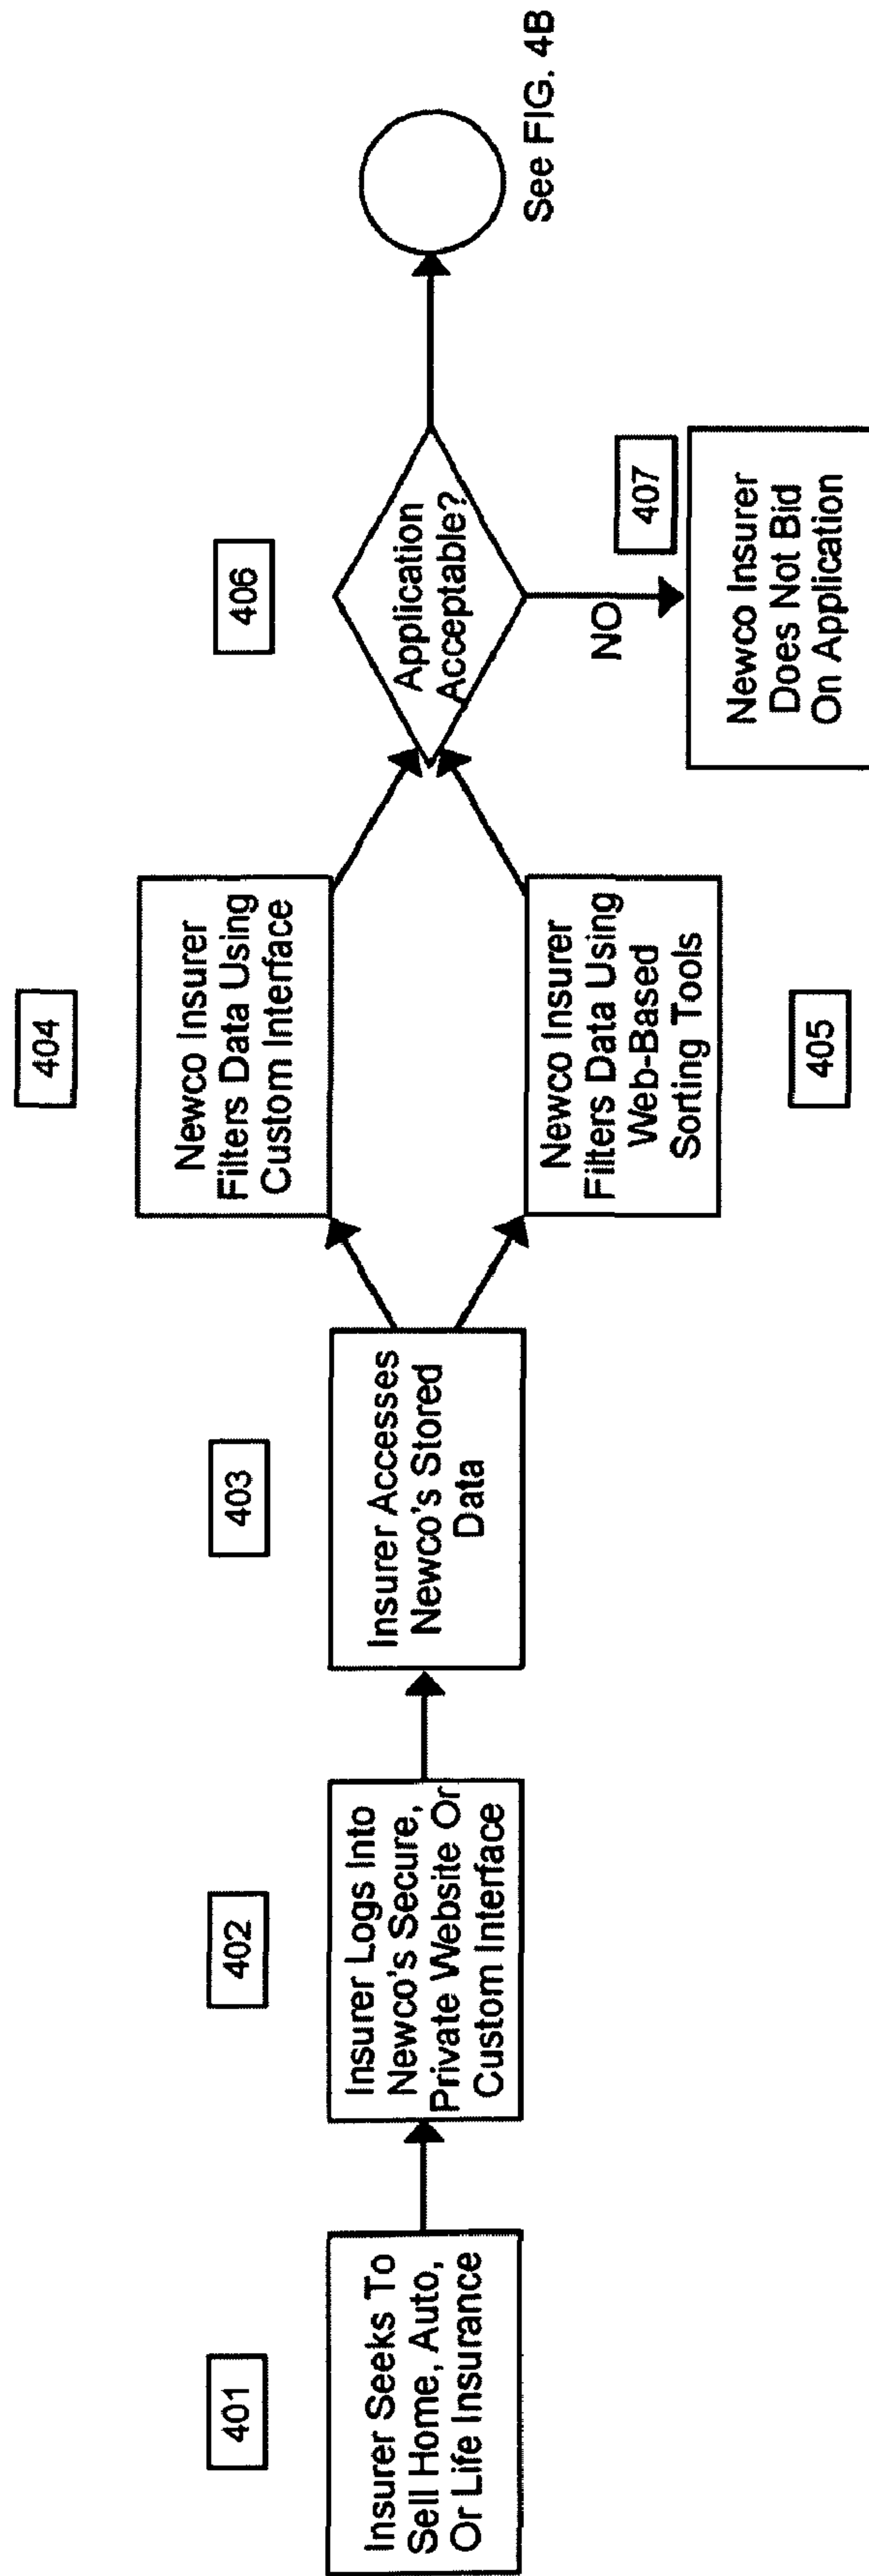 401
Insurer Seeks To
Sell Home, Auto,
Or Life Insurance
402
Insurer Logs Into
Newco's Secure,
Private Website Or
Custom Interface
403
Insurer Accesses
Newco's Stored
Data
404
Newco Insurer
Filters Data Using
Custom Interface
Newco Insurer
Filters Data Using
Web-Based
Sorting Tools
405
406
Application
Acceptable?
NO
407
Newco Insurer
Does Not Bid
On Application
See FIG. 4B